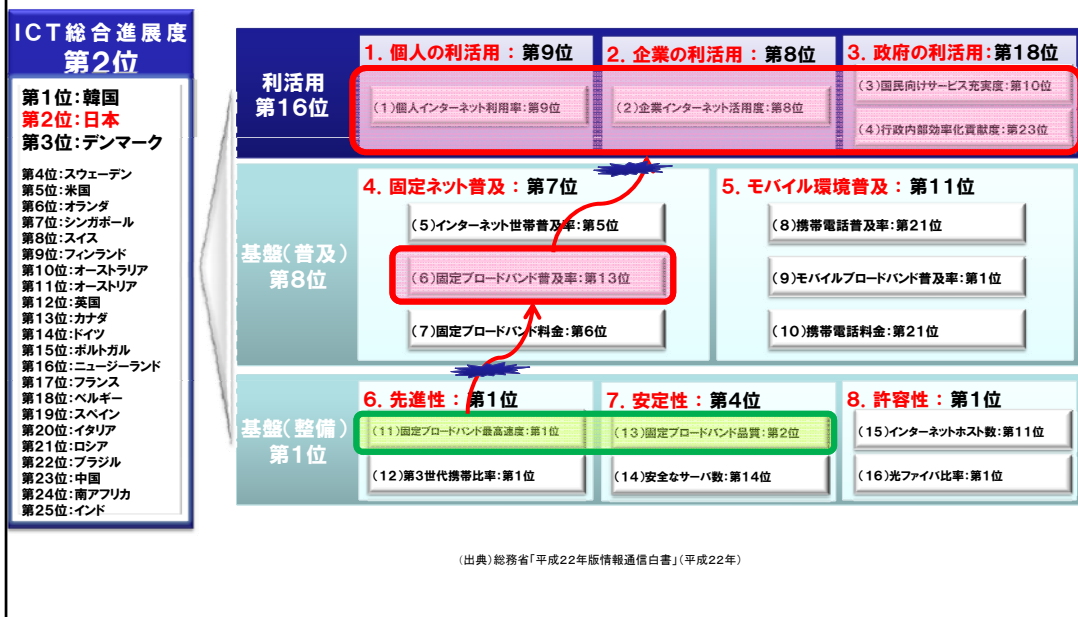 ICT総合進展度
第2位
第1位:韓国
第2位:日本
第3位:デンマーク
第4位:スウェーデン
第5位:米国
第6位:オランダ
第7位:シンガポール
第8位:スイス
第9位:フィンランド
第10位:オーストラリア
第11位:オーストリア
第12位:英国
第13位:カナダ
第14位:ドイツ
第15位:ポルトガル
第16位:ニュージーランド
第17位:フランス
第18位:ベルギー
第19位:スペイン
第20位:イタリア
第21位:ロシア
第22位:ブラジル
第23位:中国
第24位:南アフリカ
第25位:インド
利活用
第16位
1. 個人の利活用 : 第9位
(1)個人インターネット利用率:第9位
2. 企業の利活用 : 第8位
(2)企業インターネット活用度:第8位
3. 政府の利活用:第18位
(3)国民向けサービス充実度:第10位
(4)行政内部効率化貢献度:第23位
基盤(普及)
第8位
4. 固定ネット普及 : 第7位
(5)インターネット世帯普及率:第5位
(6)固定ブロードバンド普及率:第13位
(7)固定ブロードバンド料金:第6位
5. モバイル環境普及 : 第11位
(8)携帯電話普及率:第21位
(9)モバイルブロードバンド普及率:第1位
(10)携帯電話料金:第21位
基盤(整備)
第1位
6. 先進性 : 第1位
(11)固定ブロードバンド最高速度:第1位
(12)第3世代携帯比率:第1位
7. 安定性 : 第4位
(13)固定ブロードバンド品質:第2位
(14)安全なサーバ数:第14位
8. 許容性 : 第1位
(15)インターネットホスト数:第11位
(16)光ファイバ比率:第1位
(出典)総務省「平成22年版情報通信白書」(平成22年)